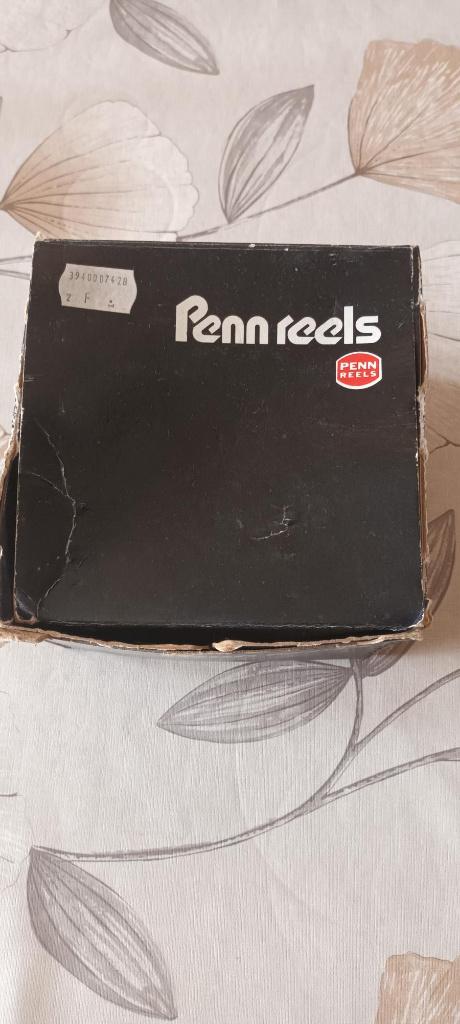 3940007428
z F
Penn reels
PENN
REELS